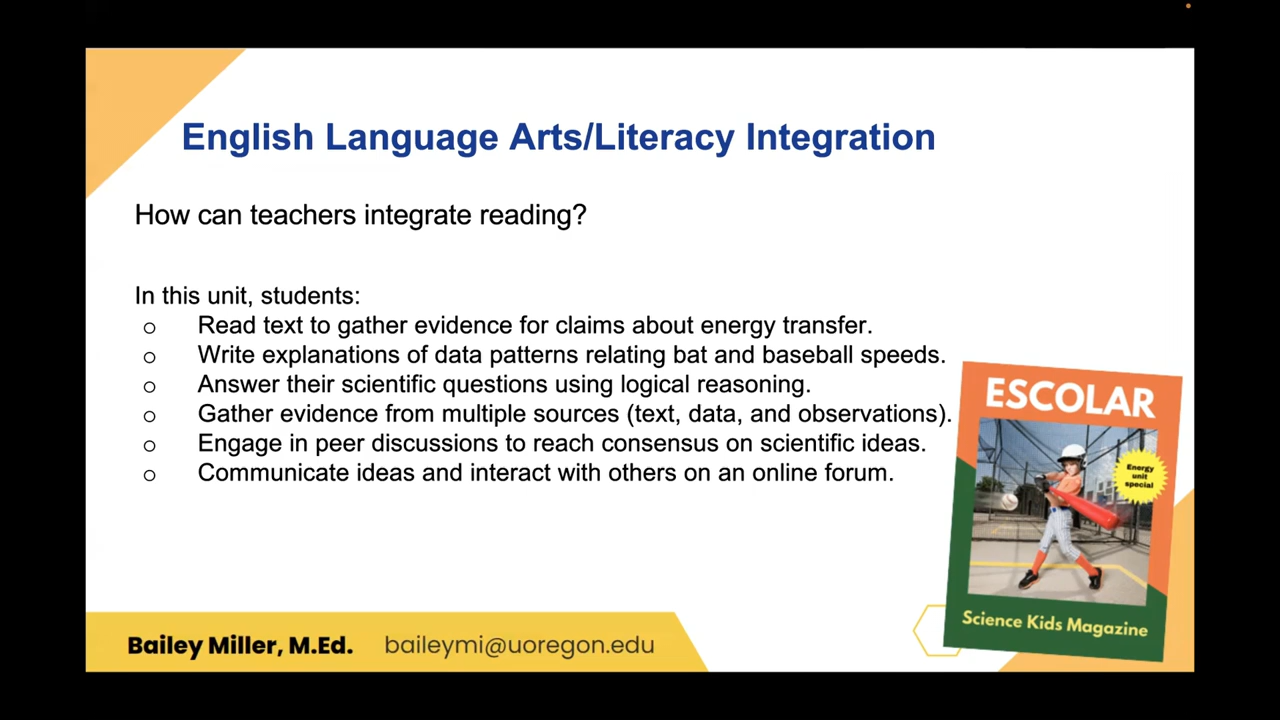 English Language Arts/Literacy Integration
How can teachers integrate reading?
In this unit, students:
o Read text to gather evidence for claims about energy transfer.
o Write explanations of data patterns relating bat and baseball speeds.
o Answer their scientific questions using logical reasoning.
o Gather evidence from multiple sources (text, data, and observations).
o Engage in peer discussions to reach consensus on scientific ideas.
o Communicate ideas and interact with others on an online forum.
ESCOLAR
Energy
unit
special
Science Kids Magazine
Bailey Miller, M.Ed. baileymi@uoregon.edu